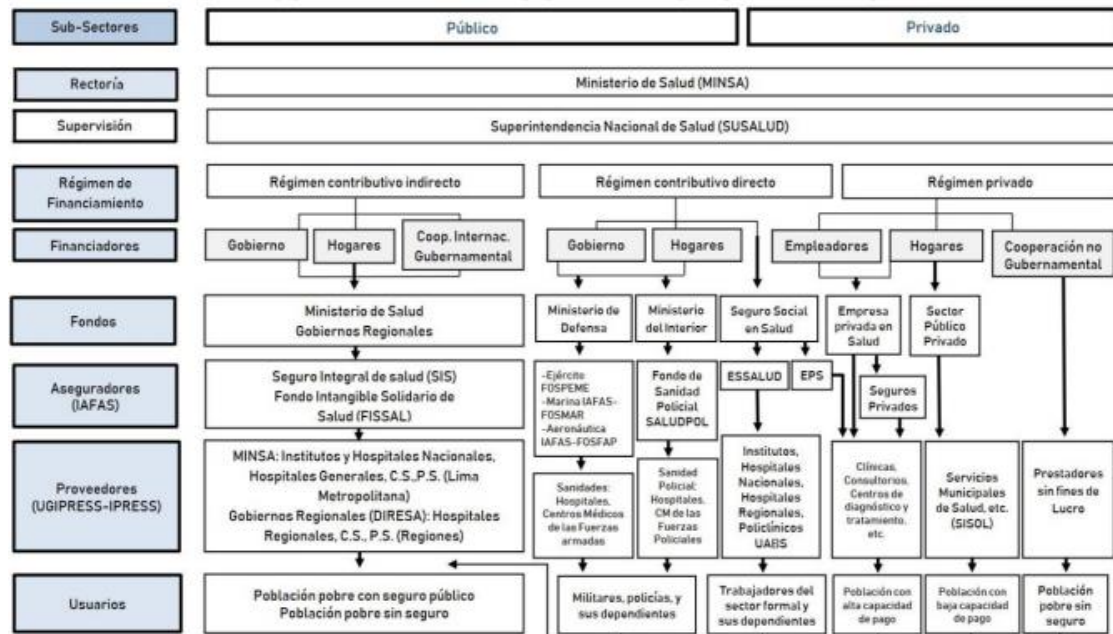 Sub-Sectores
Público
Privado
Rectoría
Ministerio de Salud (MINSA)
Supervisión
Superintendencia Nacional de Salud (SUSALUD)
Régimen de
Financiamiento
Régimen contributivo indirecto
Régimen contributivo directo
Régimen privado
Financiadores
Gobierno
Hogares
Coop. Internac.
Gubernamental
Gobierno
Hogares
Empleadores
Hogares
Cooperación no
Gubernamental
Fondos
Ministerio de Salud
Gobiernos Regionales
Ministerio de
Defensa
Ministerio
del Interior
Seguro Social
en Salud
Empresa
privada en
Salud
Sector
Público
Privado
Aseguradores
(IAFAS)
Seguro Integral de salud (SIS)
Fondo Intangible Solidario de
Salud (FISSAL)
-Ejército
FOSPEME
-Marina IAFAS-
FOSMAR
-Aeronáutica
IAFAS-FOSFAP
Fondo de
Sanidad
Policial
SALUDPOL
ESSALUD
EPS
Seguros
Privados
Proveedores
(UGIPRESS-IPRESS)
MINSA: Institutos y Hospitales Nacionales,
Hospitales Generales, C.S.,P.S. (Lima
Metropolitana)
Gobiernos Regionales (DIRESA): Hospitales
Regionales, C.S., P.S. (Regiones)
Sanidades:
Hospitales,
Centros Médicos
de las Fuerzas
armadas
Sanidad
Policial:
Hospitales,
CM de las
Fuerzas
Policiales
Institutos,
Hospitales
Nacionales,
Hospitales
Regionales,
Policlínicos
UABS
Clínicas,
Consultorios,
Centros de
diagnóstico y
tratamiento,
etc.
Servicios
Municipales
de Salud, etc.
(SISOL)
Prestadores
sin fines de
Lucro
Usuarios
Población pobre con seguro público
Población pobre sin seguro
Militares, policías, y
sus dependientes
Trabajadores del
sector formal y
sus dependientes
Población con
alta capacidad
de pago
Población con
baja capacidad
de pago
Población
pobre sin
seguro